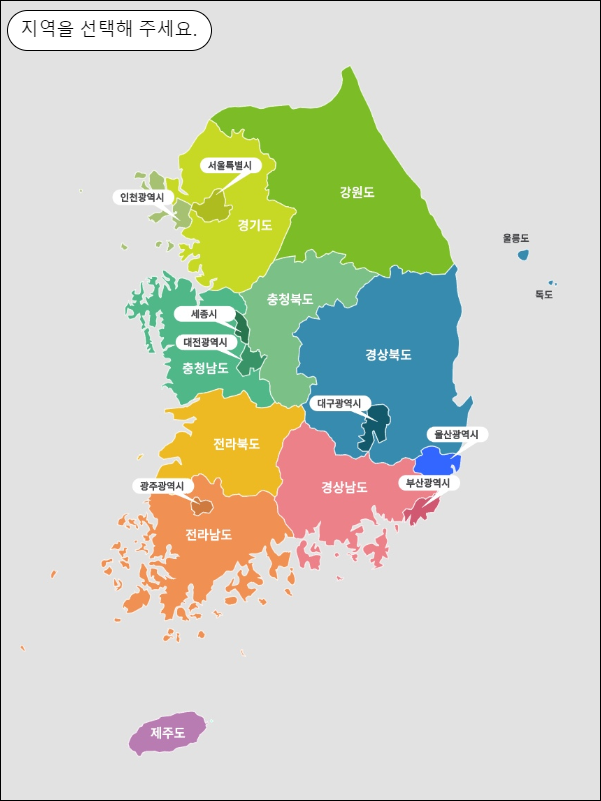 지역을 선택해 주세요.
서울특별시
강원도
인천광역시
경기도
울릉도
독도
충청북도
세종시
대전광역시
경상북도
충청남도
대구광역시
울산광역시
전라북도
부산광역시
광주광역시
경상남도
전라남도
제주도